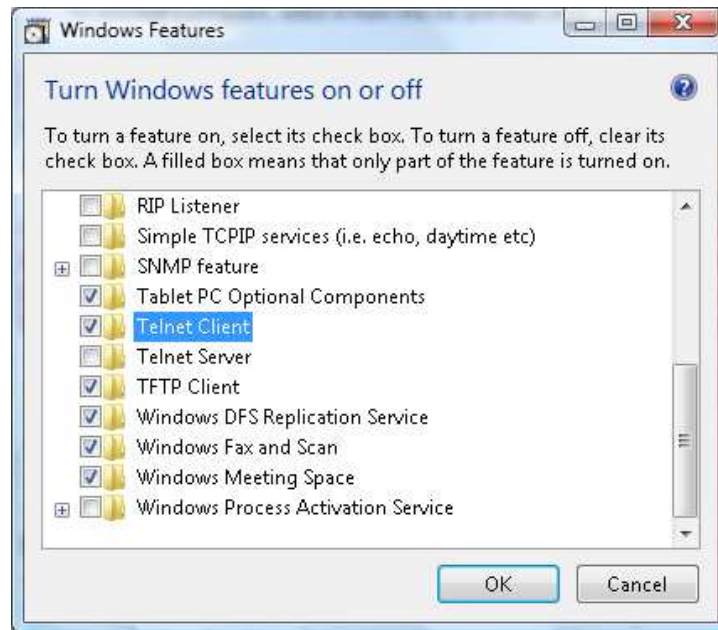 Windows Features
Turn Windows features on or off
To turn a feature on, select its check box. To turn a feature off, clear its
check box. A filled box means that only part of the feature is turned on.
RIP Listener
Simple TCPIP services (i.e. echo, daytime etc)
SNMP feature
Tablet PC Optional Components
Telnet Client
Telnet Server
TFTP Client
Windows DFS Replication Service
Windows Fax and Scan
Windows Meeting Space
Windows Process Activation Service
OK
Cancel